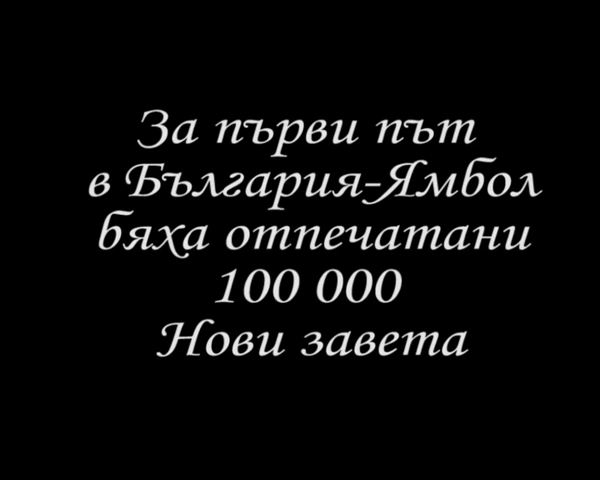 За първи път
в България-Ямбол
бяха отпечатани
100 000
Нови завета